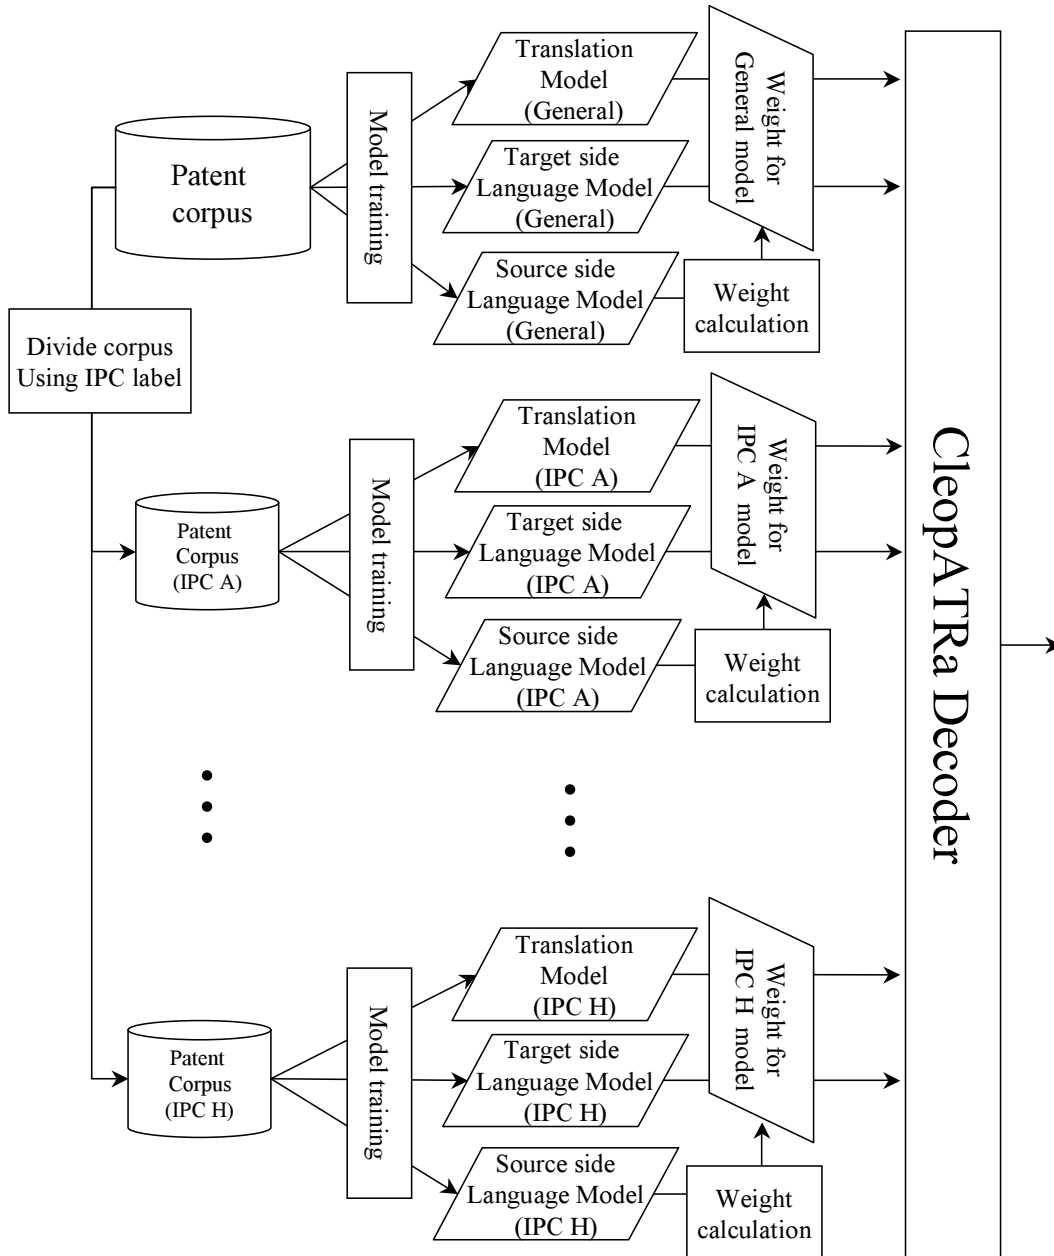 Patent
corpus
Divide corpus
Using IPC label
Model training
Translation
Model
(General)
Target side
Language Model
(General)
Source side
Language Model
(General)
Weight for
General model
Weight
calculation
Patent
Corpus
(IPC A)
Model training
Translation
Model
(IPC A)
Target side
Language Model
(IPC A)
Source side
Language Model
(IPC A)
Weight for
IPC A model
Weight
calculation
Patent
Corpus
(IPC H)
Model training
Translation
Model
(IPC H)
Target side
Language Model
(IPC H)
Source side
Language Model
(IPC H)
Weight for
IPC H model
Weight
calculation
CleopATRa Decoder